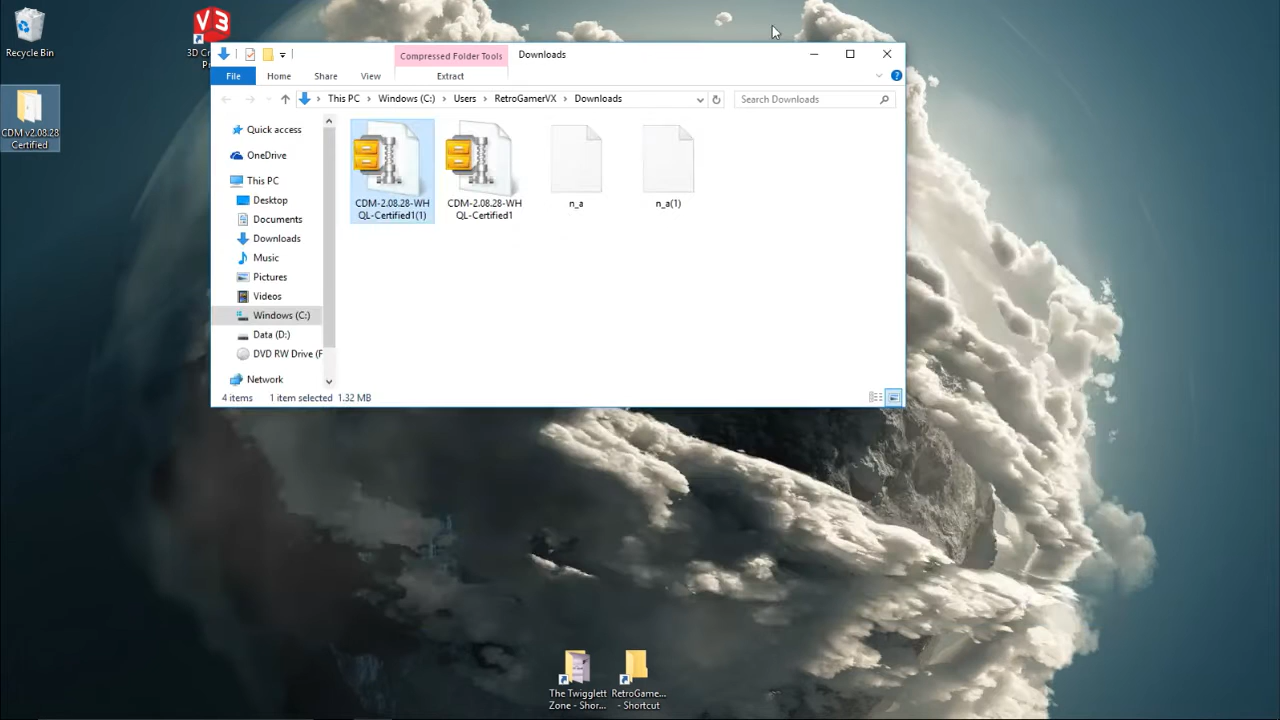 Recycle Bin
V3
CDM v2.08.28
Certified
Compressed Folder Tools
Downloads
File
Home
Share
View
Extract
This PC
Windows (C:)
Users
RetroGamerVX
Downloads
Search Downloads
Quick access
OneDrive
This PC
Desktop
Documents
Downloads
Music
Pictures
Videos
Windows (C:)
Data (D:)
DVD RW Drive (F
Network
CDM-2.08.28-WH
QL-Certified1(1)
CDM-2.08.28-WH
QL-Certified1
n_a
n_a(1)
4 items
1 item selected
1.32 MB
The Twigglett
Zone - Shor...
RetroGame...
- Shortcut